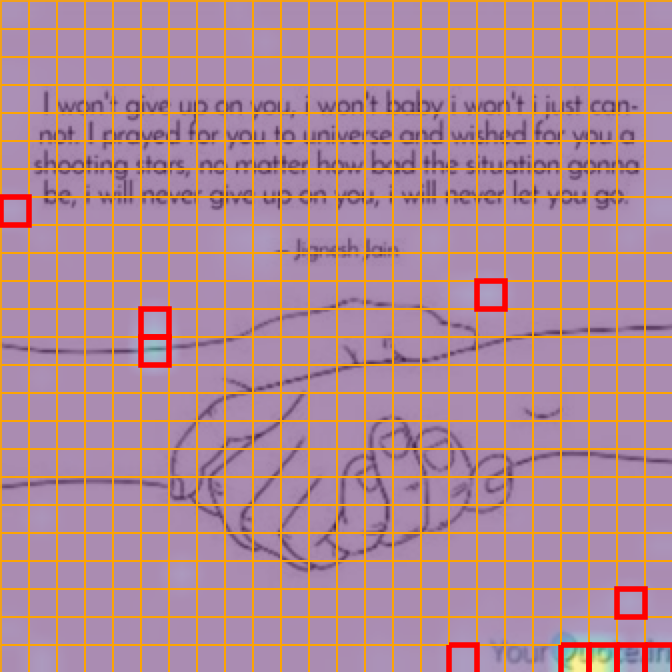 I won't give up on you, i won't baby i won't i just can-
not. I prayed for you to universe and wished for you a
shooting stars, no matter how bad the situation gonna
be, i will never give up on you, i will never let you go.
-- Jignesh Jain
YourQuote.in